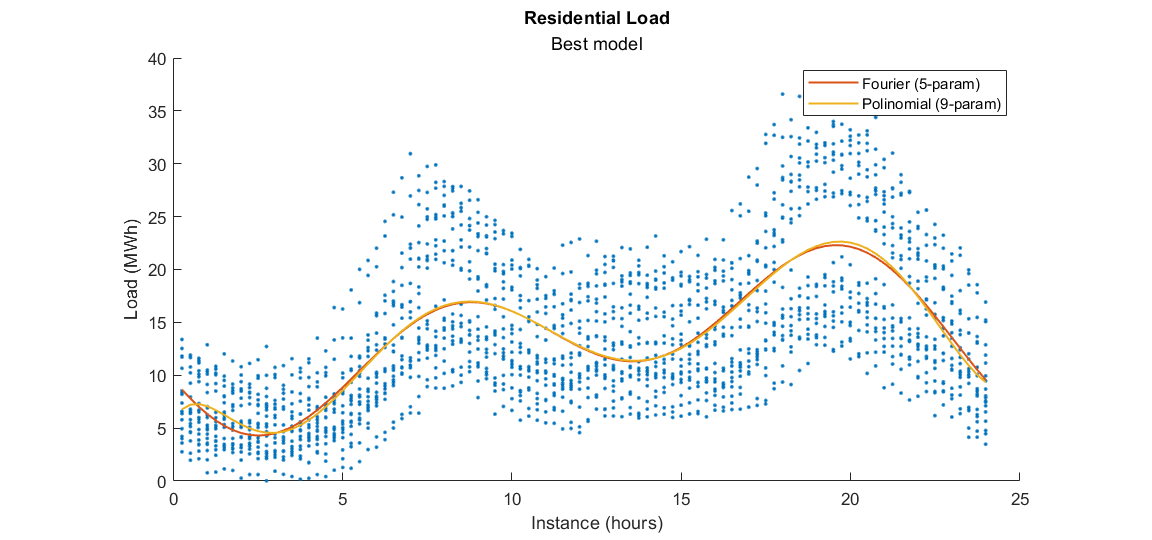 Residential Load
Best model
Fourier (5-param)
Polinomial (9-param)
Load (MWh)
40
35
30
25
20
15
10
5
0
0 5 10 15 20 25
Instance (hours)